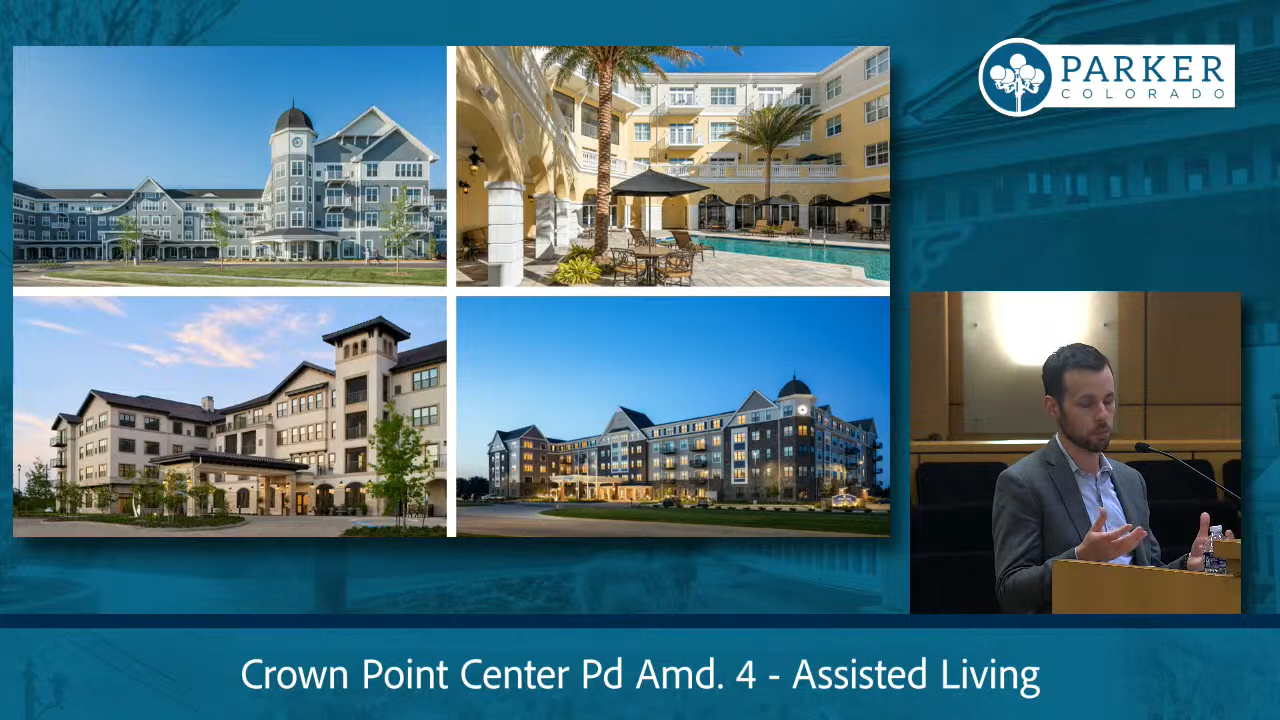 PARKER
COLORADO
Crown Point Center Pd Amd. 4 - Assisted Living